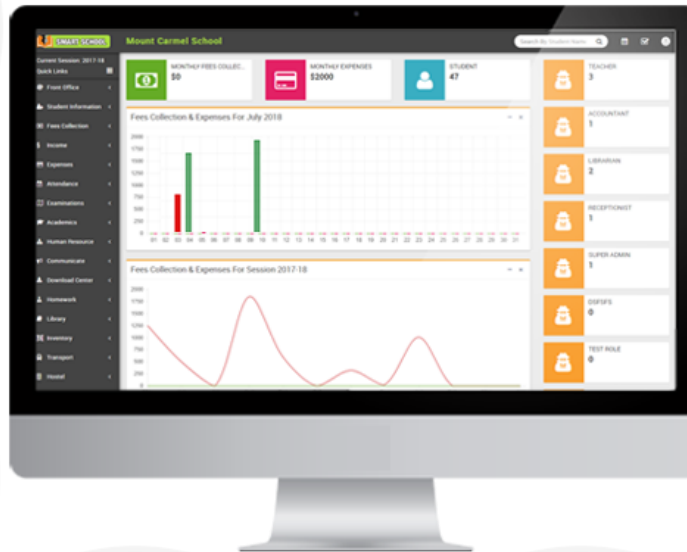 SMART SCHOOL
Mount Carmel School
Search By Student Name
Current Session: 2017-18
Quick Links
Front Office
Student Information
Fees Collection
Income
Expenses
Attendance
Examinations
Academics
Human Resource
Communicate
Download Center
Homework
Library
Inventory
Transport
Hostel
MONTHLY FEES COLLEC...
$0
MONTHLY EXPENSES
$2000
STUDENT
47
Fees Collection & Expenses For July 2018
2000
1750
1500
1250
1000
750
500
250
0
01 02 03 04 05 06 07 08 09 10 11 12 13 14 15 16 17 18 19 20 21 22 23 24 25 26 27 28 29 30 31
Fees Collection & Expenses For Session 2017-18
2000
1750
1500
1250
1000
750
500
250
0
TEACHER
3
ACCOUNTANT
1
LIBRARIAN
2
RECEPTIONIST
1
SUPER ADMIN
1
DSFSFS
0
TEST ROLE
0